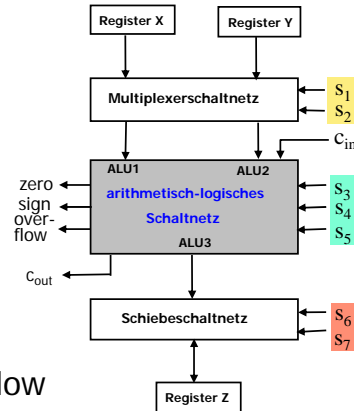 Register X
Register Y
Multiplexerschaltnetz
s1
s2
cin
ALU1
ALU2
arithmetisch-logisches
Schaltnetz
ALU3
zero
sign
over-
flow
s3
s4
s5
cout
Schiebeschaltnetz
s6
s7
low
Register Z